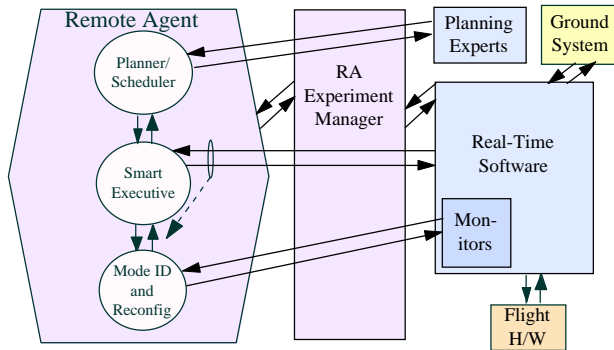 Remote Agent
Planner/
Scheduler
Smart
Executive
Mode ID
and
Reconfig
RA
Experiment
Manager
Planning
Experts
Ground
System
Real-Time
Software
Mon-
itors
Flight
H/W